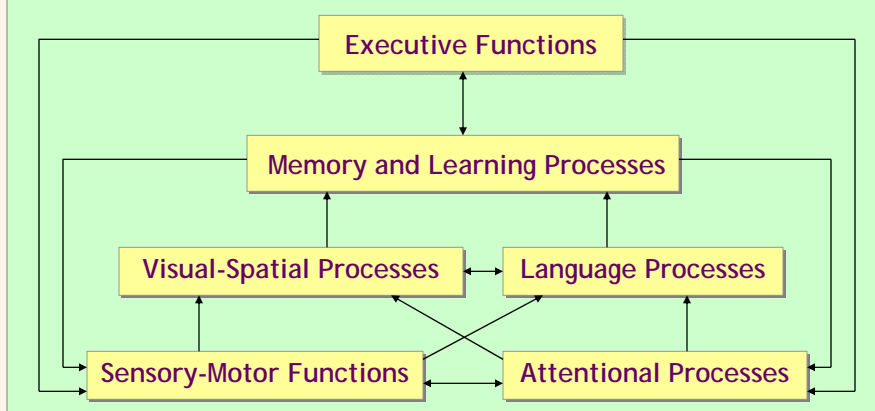 Executive Functions
Memory and Learning Processes
Visual-Spatial Processes
Language Processes
Sensory-Motor Functions
Attentional Processes